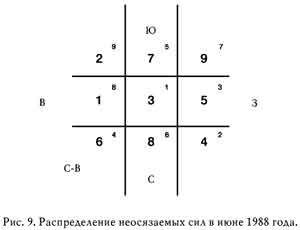 Ю
2 9 7 5 9 7
В 1 8 3 1 5 3 З
6 4 8 6 4 2
С-В С
Рис. 9. Распределение неосязаемых сил в июне 1988 года.